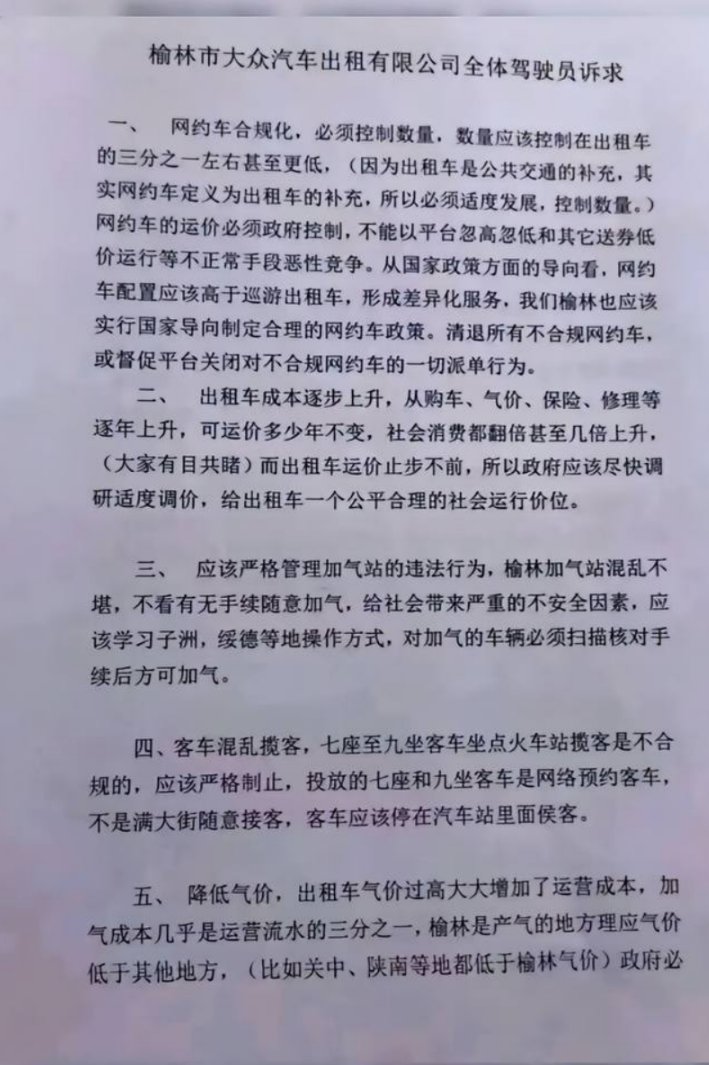 榆林市大众汽车出租有限公司全体驾驶员诉求
一、 网约车合规化，必须控制数量，数量应该控制在出租车
的三分之一左右甚至更低，（因为出租车是公共交通的补充，其
实网约车定义为出租车的补充，所以必须适度发展，控制数量。）
网约车的运价必须政府控制，不能以平台忽高忽低和其它送券低
价运行等不正常手段恶性竞争。从国家政策方面的导向看，网约
车配置应该高于巡游出租车，形成差异化服务，我们榆林也应该
实行国家导向制定合理的网约车政策。清退所有不合规网约车，
或督促平台关闭对不合规网约车的一切派单行为。
二、 出租车成本逐步上升，从购车、气价、保险、修理等
逐年上升，可运价多少年不变，社会消费都翻倍甚至几倍上升，
（大家有目共睹）而出租车运价止步不前，所以政府应该尽快调
研适度调价，给出租车一个公平合理的社会运行价位。
三、 应该严格管理加气站的违法行为，榆林加气站混乱不
堪，不看有无手续随意加气，给社会带来严重的不安全因素，应
该学习子洲，绥德等地操作方式，对加气的车辆必须扫描核对手
续后方可加气。
四、客车混乱揽客，七座至九坐客车坐点火车站揽客是不合
规的，应该严格制止，投放的七座和九坐客车是网络预约客车，
不是满大街随意接客，客车应该停在汽车站里面侯客。
五、 降低气价，出租车气价过高大大增加了运营成本，加
气成本几乎是运营流水的三分之一，榆林是产气的地方理应气价
低于其他地方，（比如关中、陕南等地都低于榆林气价）政府必